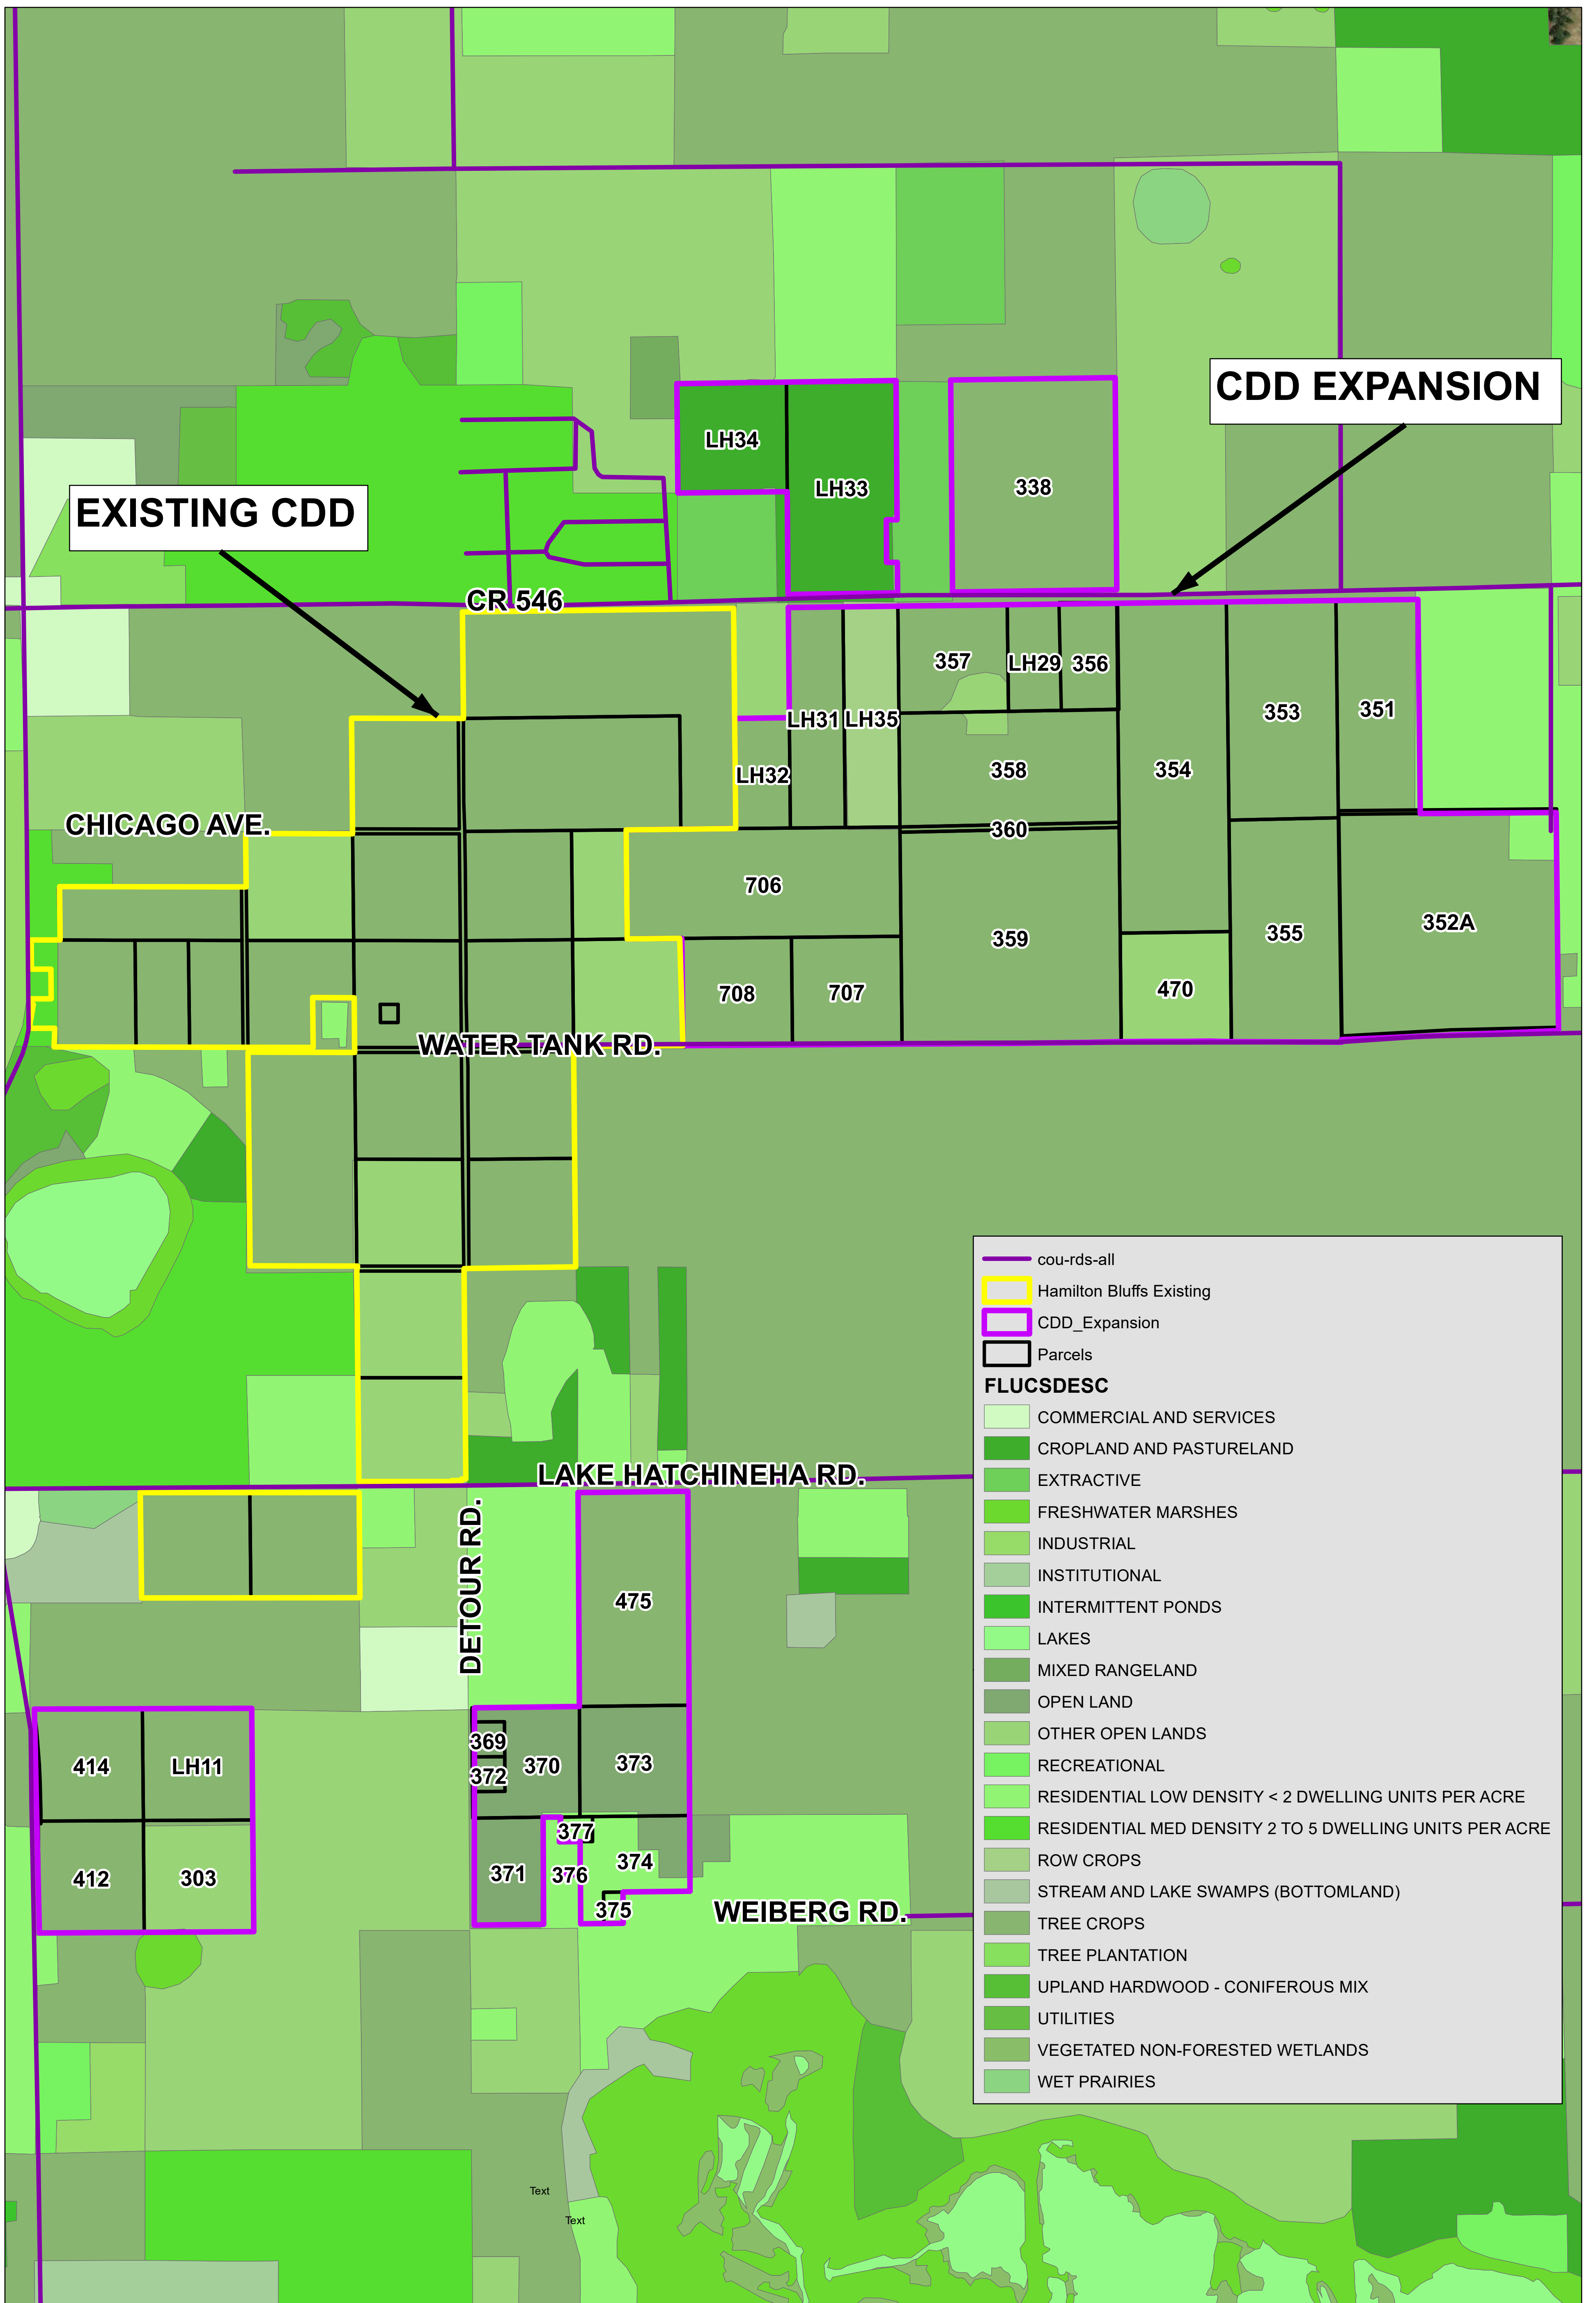 CDD EXPANSION
LH34
LH33
338
EXISTING CDD
CR 546
357
LH29
356
353
351
LH31
LH35
LH32
358
354
CHICAGO AVE.
360
706
352A
359
355
708
707
470
WATER TANK RD.
cou-rds-all
Hamilton Bluffs Existing
CDD_Expansion
Parcels
FLUCSDESC
COMMERCIAL AND SERVICES
CROPLAND AND PASTURELAND
EXTRACTIVE
FRESHWATER MARSHES
INDUSTRIAL
INSTITUTIONAL
INTERMITTENT PONDS
LAKES
MIXED RANGELAND
OPEN LAND
OTHER OPEN LANDS
RECREATIONAL
RESIDENTIAL LOW DENSITY < 2 DWELLING UNITS PER ACRE
RESIDENTIAL MED DENSITY 2 TO 5 DWELLING UNITS PER ACRE
ROW CROPS
STREAM AND LAKE SWAMPS (BOTTOMLAND)
TREE CROPS
TREE PLANTATION
UPLAND HARDWOOD - CONIFEROUS MIX
UTILITIES
VEGETATED NON-FORESTED WETLANDS
WET PRAIRIES
LAKE HATCHINEHA RD.
DETOUR RD.
475
414
LH11
369
370
373
372
377
412
303
371
376
374
375
WEIBERG RD.
Text
Text